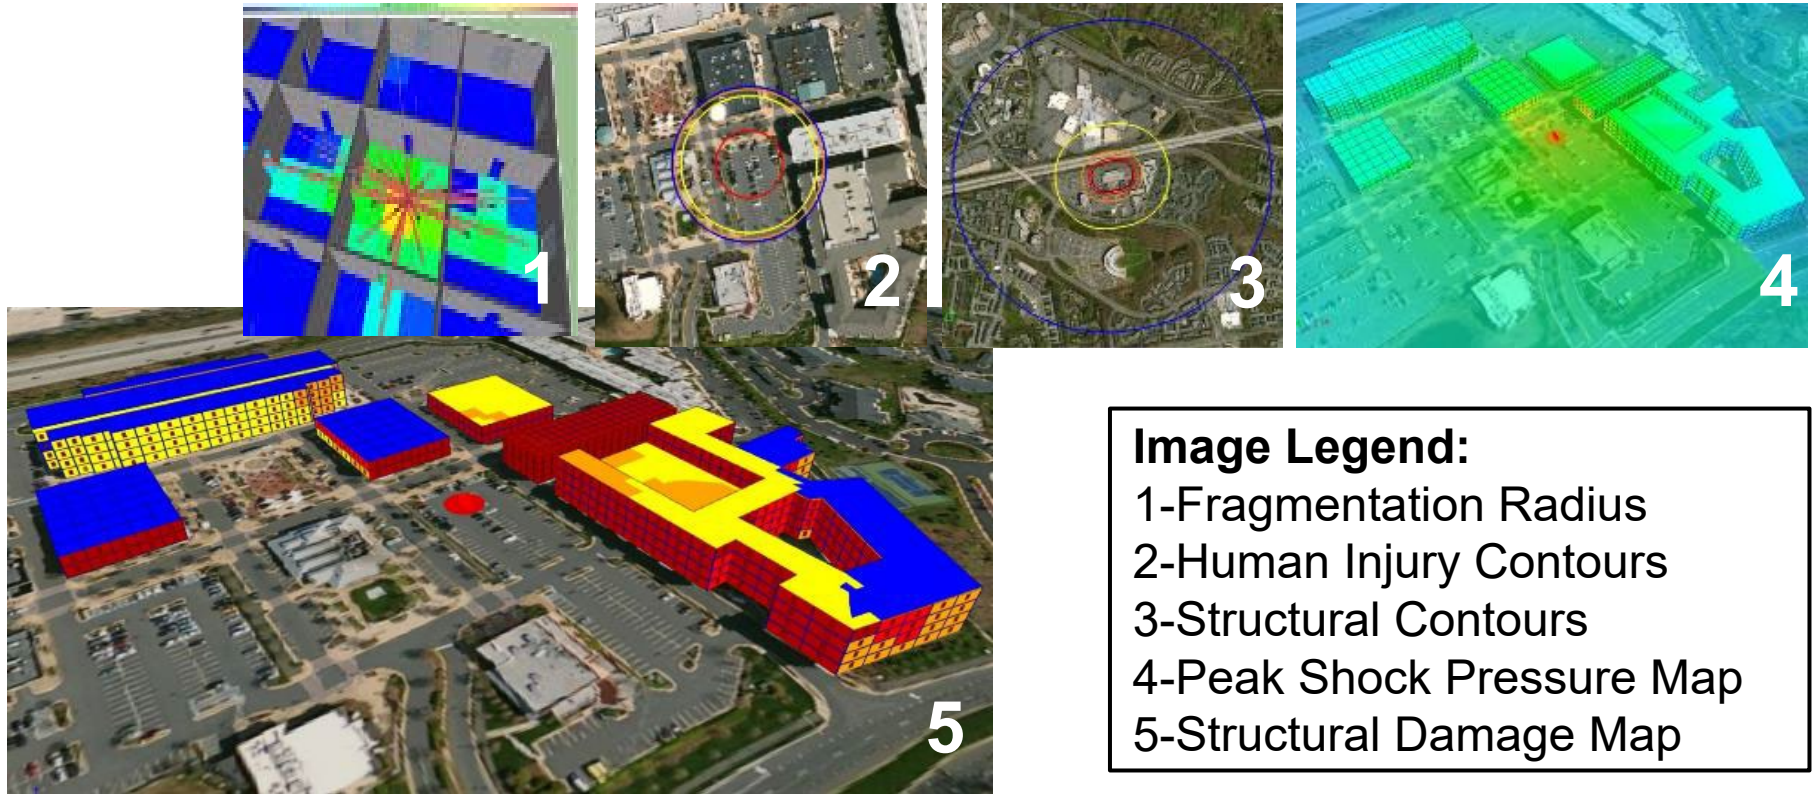 1
2
3
4
5
Image Legend:
1-Fragmentation Radius
2-Human Injury Contours
3-Structural Contours
4-Peak Shock Pressure Map
5-Structural Damage Map